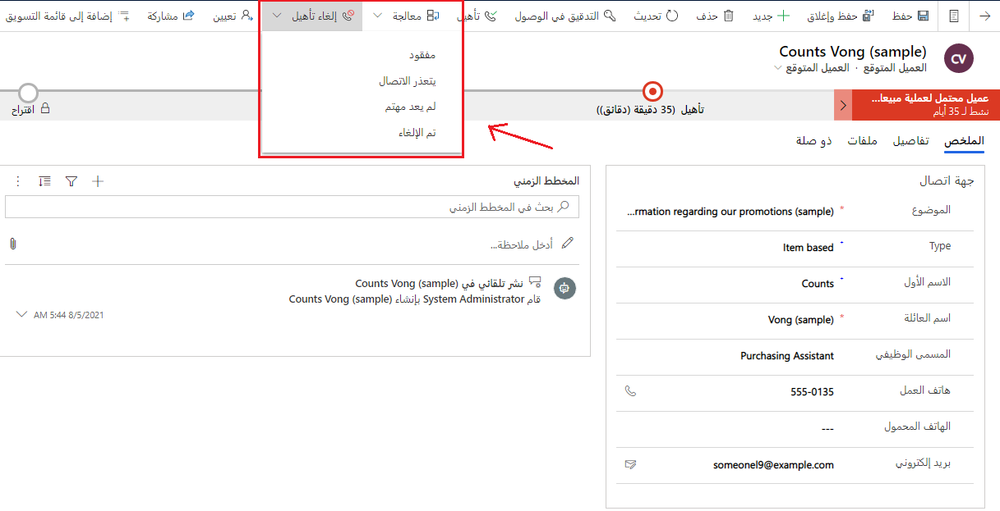 حفظ
حفظ وإغلاق
جديد
حذف
تحديث
التدقيق في الوصول
تأهيل
معالجة
إلغاء تأهيل
تعيين
مشاركة
إضافة إلى قائمة التسويق
مفقود
يتعذر الاتصال
لم يعد مهتم
تم الإلغاء
CV
Counts Vong (sample)
العميل المتوقع · العميل المتوقع
عميل محتمل لعملية مبيعا...
نشط لـ 35 أيام
تأهيل (35 دقيقة (دقائق))
اقتراح
الملخص
تفاصيل
ملفات
ذو صلة
جهة اتصال
الموضوع * ...rmation regarding our promotions (sample)
Type + Item based
الاسم الأول + Counts
اسم العائلة * Vong (sample)
المسمى الوظيفي Purchasing Assistant
هاتف العمل 555-0135
الهاتف المحمول ---
بريد إلكتروني someonel9@example.com
المخطط الزمني
بحث في المخطط الزمني
أدخل ملاحظة...
نشر تلقائي في Counts Vong (sample)
قام System Administrator بإنشاء Counts Vong (sample)
8/5/2021 5:44 AM